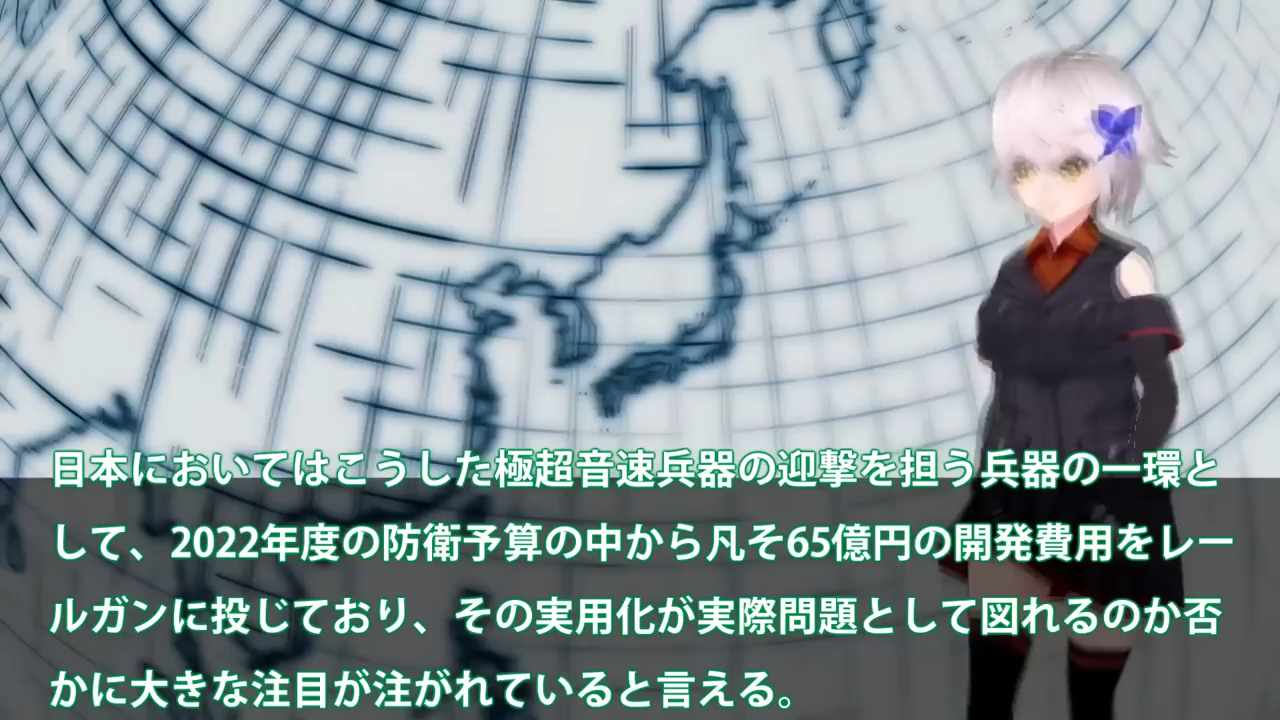 日本においてはこうした極超音速兵器の迎撃を担う兵器の一環と
して、2022年度の防衛予算の中から凡そ65億円の開発費用をレー
ルガンに投じており、その実用化が実際問題として図れるのか否
かに大きな注目が注がれていると言える。